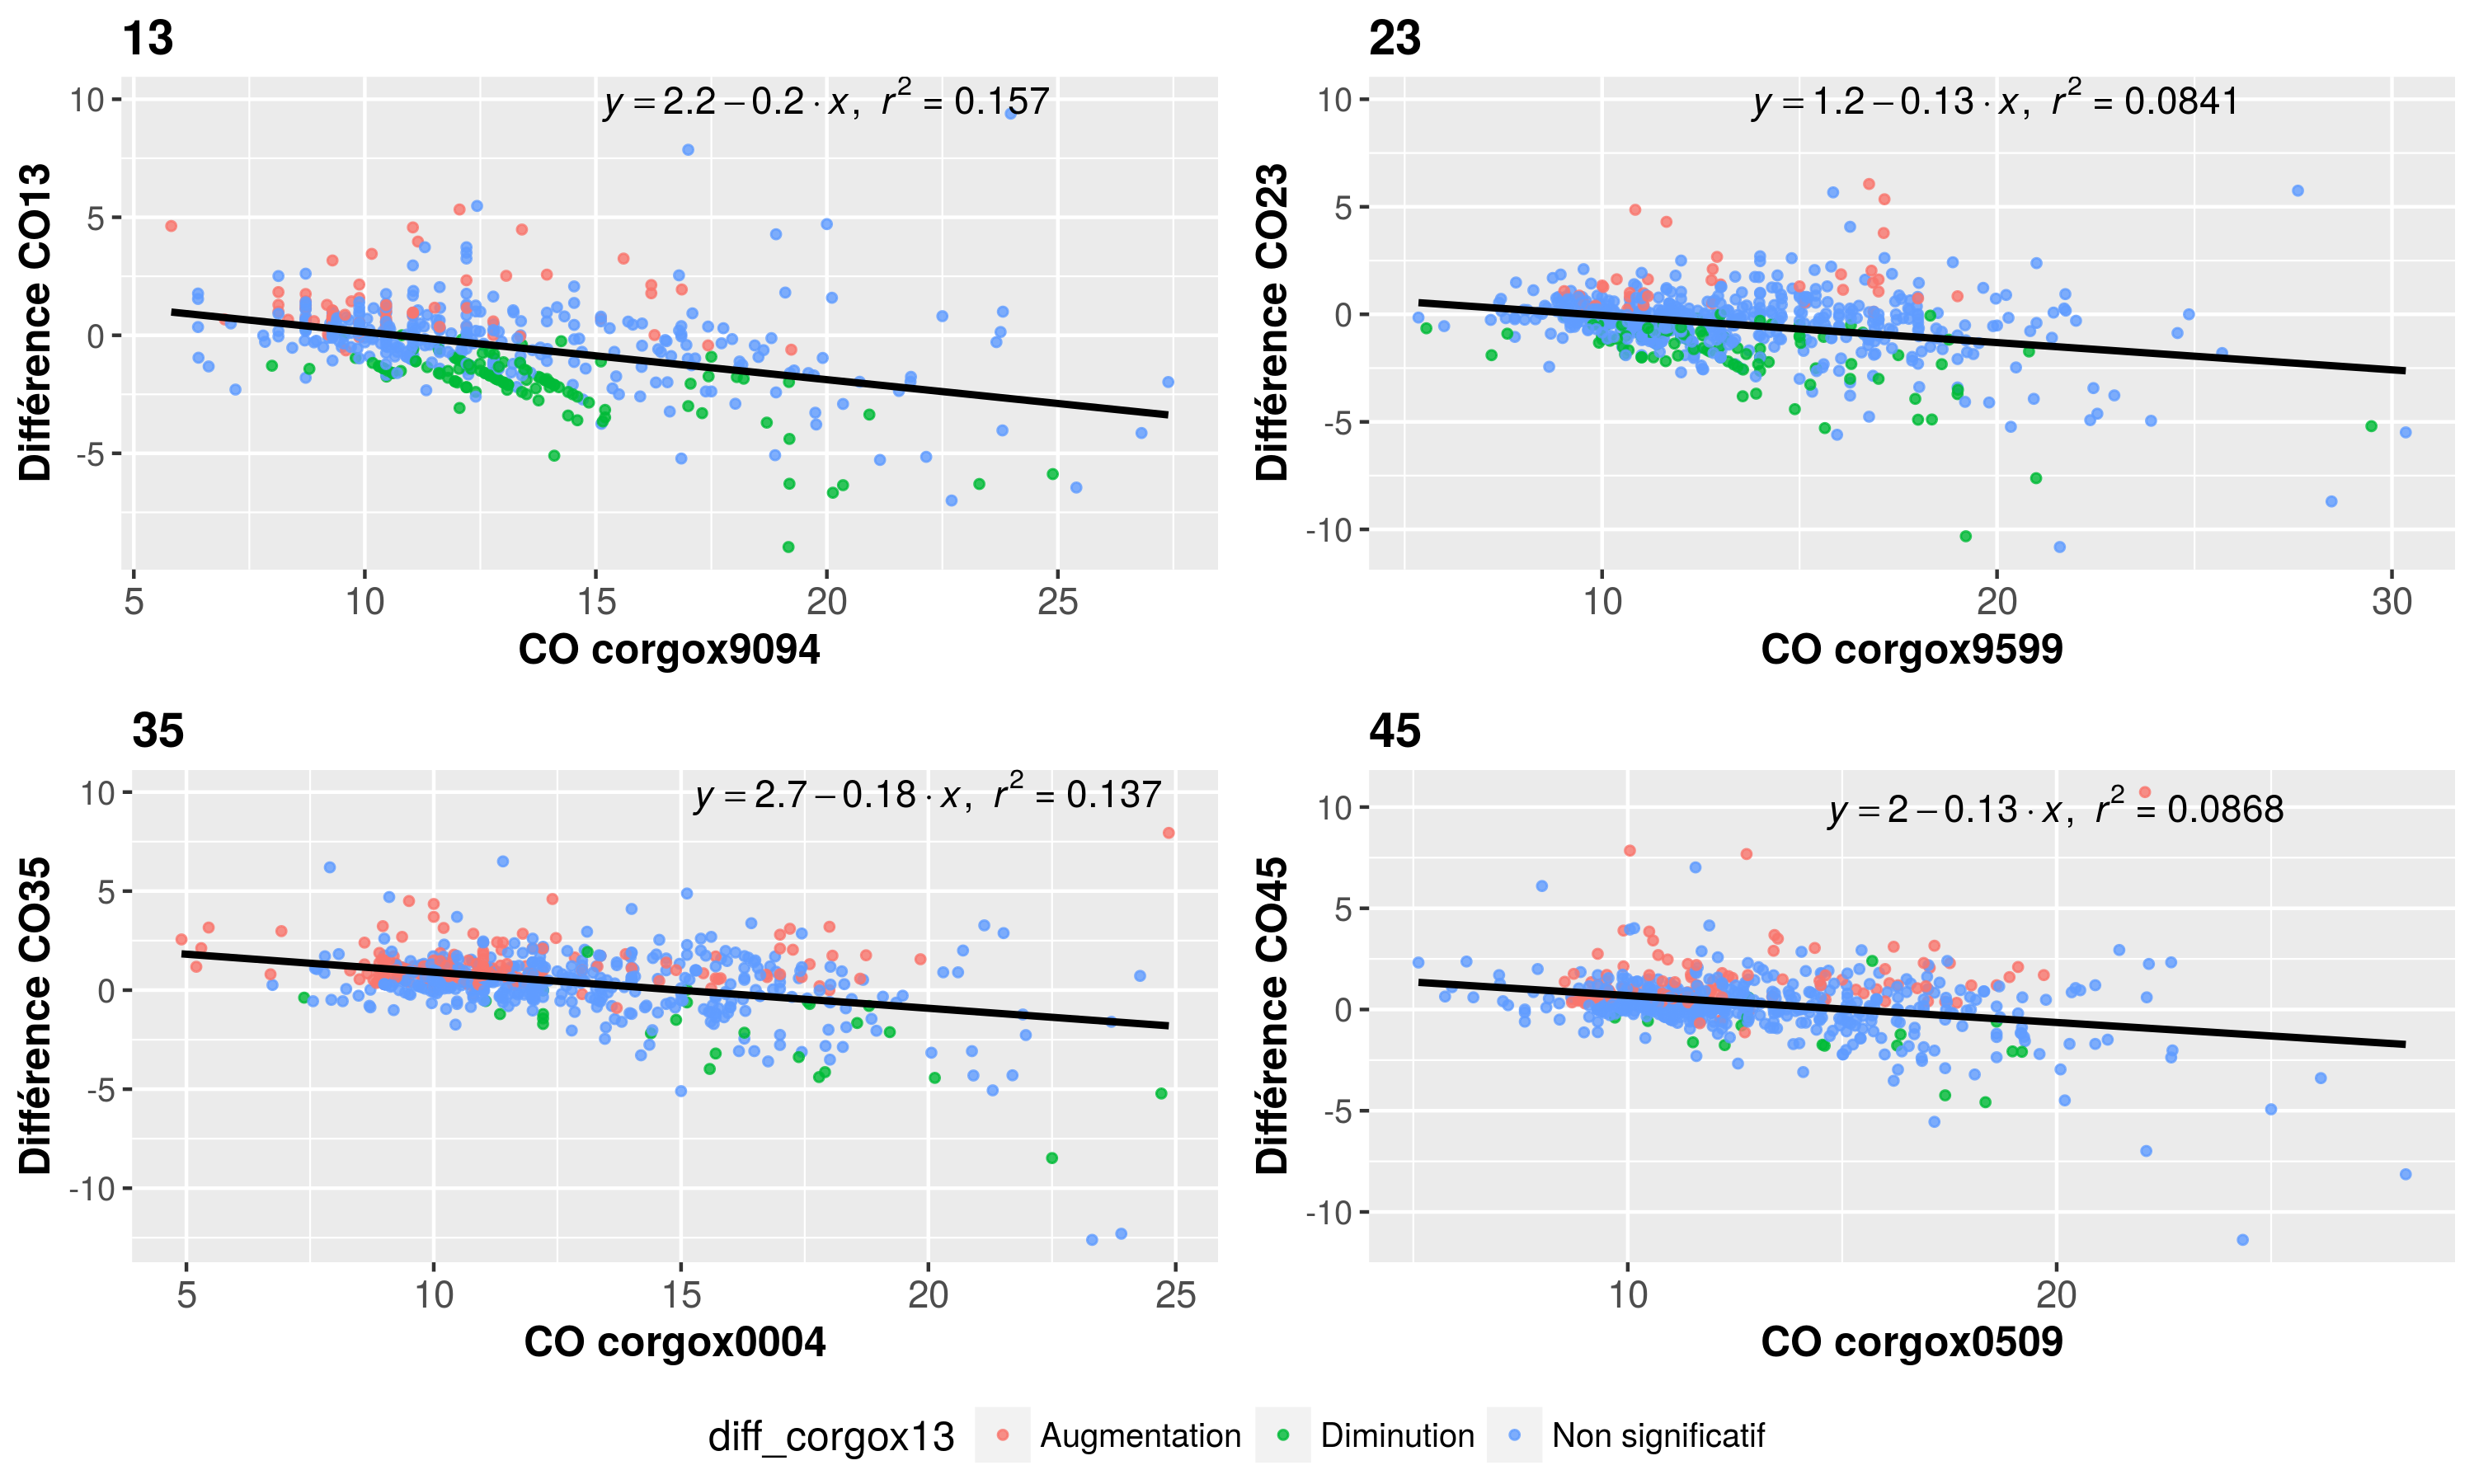 13
y = 2.2 − 0.2 · x, r² = 0.157
10
5
0
-5
Différence CO13
5 10 15 20 25
CO corgox9094
23
y = 1.2 − 0.13 · x, r² = 0.0841
10
5
0
-5
-10
Différence CO23
10 20 30
CO corgox9599
35
y = 2.7 − 0.18 · x, r² = 0.137
10
5
0
-5
-10
Différence CO35
5 10 15 20 25
CO corgox0004
45
y = 2 − 0.13 · x, r² = 0.0868
10
5
0
-5
-10
Différence CO45
10 20
CO corgox0509
diff_corgox13 Augmentation Diminution Non significatif